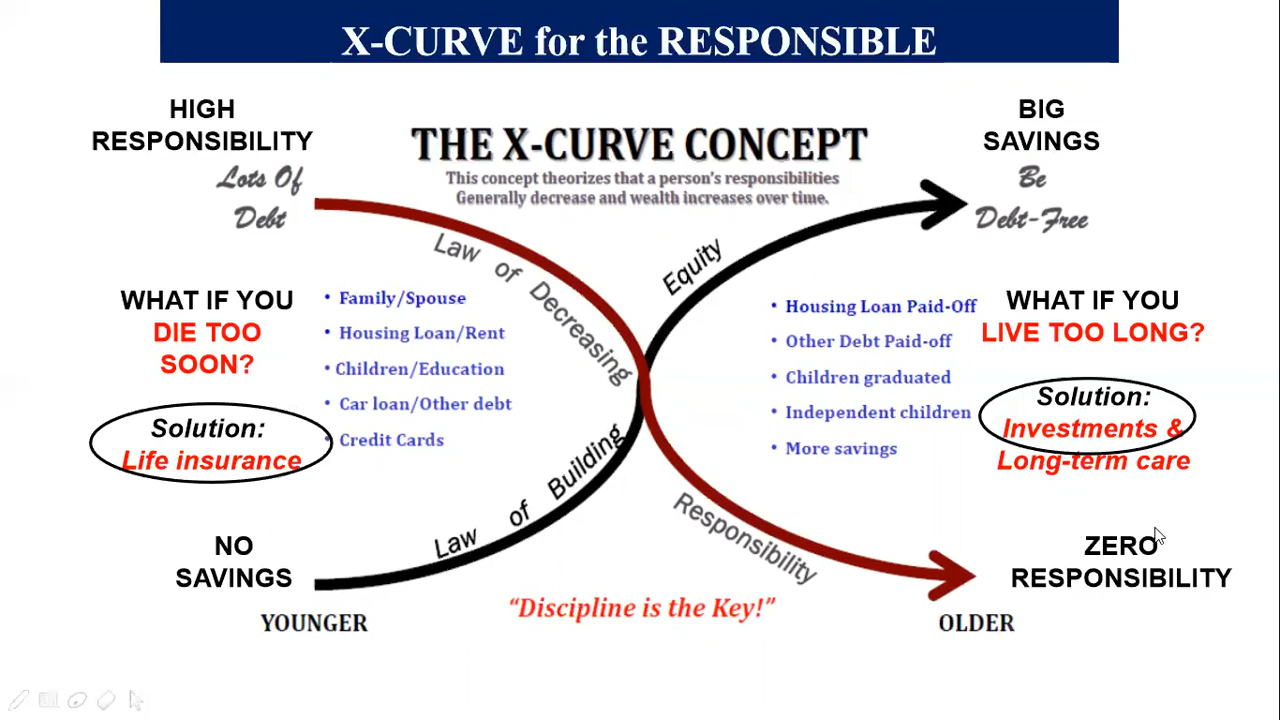 X-CURVE for the RESPONSIBLE
HIGH
RESPONSIBILITY
Lots Of
Debt
THE X-CURVE CONCEPT
This concept theorizes that a person's responsibilities
Generally decrease and wealth increases over time.
BIG
SAVINGS
Be
Debt-Free
Law of Decreasing
Responsibility
Law of Building
Equity
WHAT IF YOU
DIE TOO
SOON?
Solution:
Life insurance
• Family/Spouse
• Housing Loan/Rent
• Children/Education
• Car loan/Other debt
• Credit Cards
• Housing Loan Paid-Off
• Other Debt Paid-off
• Children graduated
• Independent children
• More savings
WHAT IF YOU
LIVE TOO LONG?
Solution:
Investments &
Long-term care
NO
SAVINGS
YOUNGER
"Discipline is the Key!"
ZERO
RESPONSIBILITY
OLDER